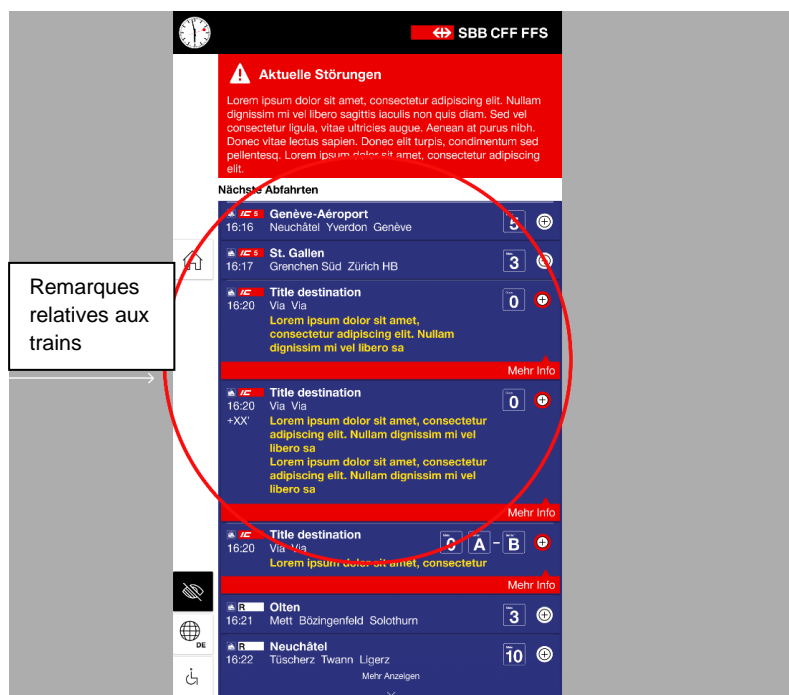 SBB CFF FFS
Aktuelle Störungen
Lorem ipsum dolor sit amet, consectetur adipiscing elit. Nullam
dignissim mi vel libero sagittis iaculis non quis diam. Sed vel
consectetur ligula, vitae ultricies augue. Aenean at purus nibh.
Donec vitae lectus sapien. Donec elit turpis, condimentum sed
pellentesq. Lorem ipsum dolor sit amet, consectetur adipiscing
elit.
Nächste Abfahrten
IC 5 Genève-Aéroport 5
16:16 Neuchâtel Yverdon Genève
IC 5 St. Gallen 3
16:17 Grenchen Süd Zürich HB
Remarques
relatives aux
trains
IC Title destination 0
16:20 Via Via
Lorem ipsum dolor sit amet,
consectetur adipiscing elit. Nullam
dignissim mi vel libero sa
Mehr Info
IC Title destination 0
16:20 Via Via
+XX' Lorem ipsum dolor sit amet, consectetur
adipiscing elit. Nullam dignissim mi vel
libero sa
Lorem ipsum dolor sit amet, consectetur
adipiscing elit. Nullam dignissim mi vel
libero sa
Mehr Info
IC Title destination 0 A - B
16:20 Via Via
Lorem ipsum dolor sit amet, consectetur
Mehr Info
R Olten 3
16:21 Mett Bözingenfeld Solothurn
DE
R Neuchâtel 10
16:22 Tüscherz Twann Ligerz
Mehr Anzeigen